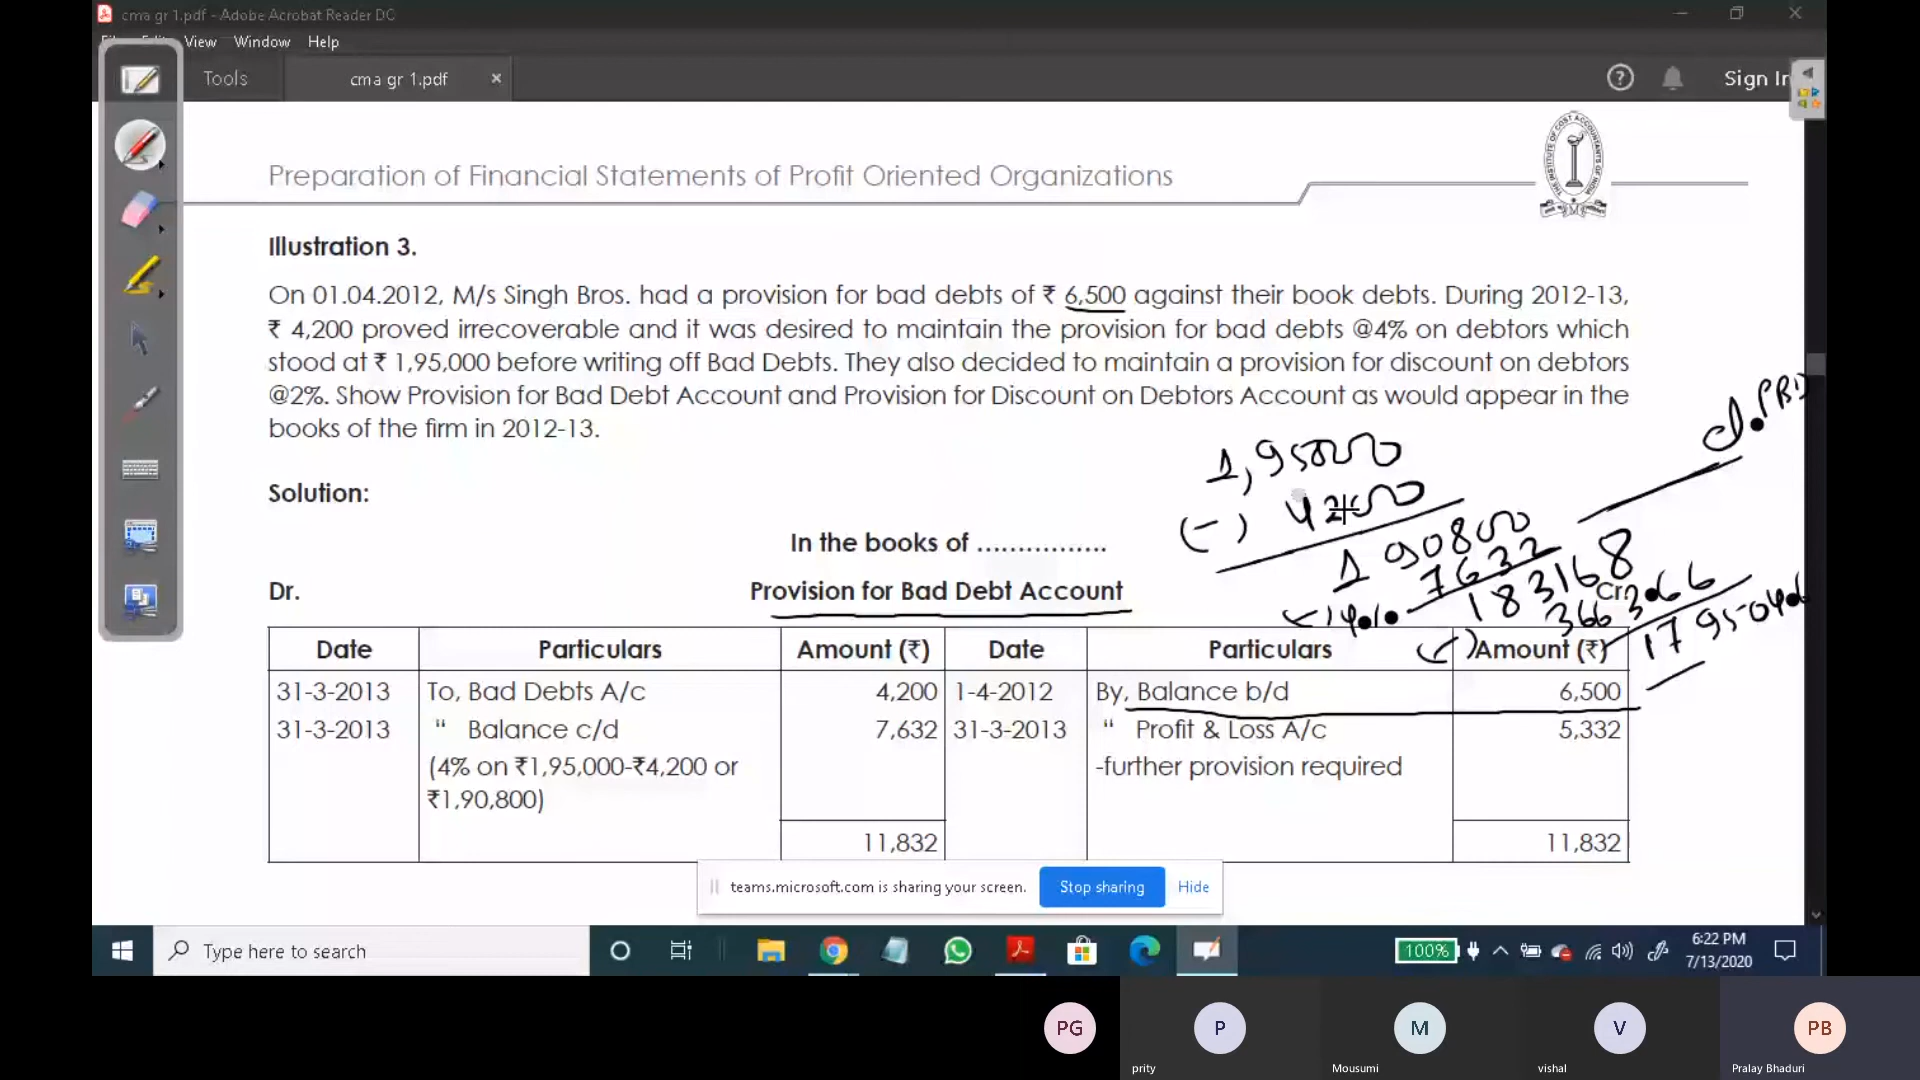 cma gr 1.pdf - Adobe Acrobat Reader DC
View Window Help
Tools cma gr 1.pdf × Sign In
Preparation of Financial Statements of Profit Oriented Organizations
THE INSTITUTE OF COST ACCOUNTANTS OF INDIA
Illustration 3.
On 01.04.2012, M/s Singh Bros. had a provision for bad debts of ₹ 6,500 against their book debts. During 2012-13,
₹ 4,200 proved irrecoverable and it was desired to maintain the provision for bad debts @4% on debtors which
stood at ₹ 1,95,000 before writing off Bad Debts. They also decided to maintain a provision for discount on debtors
@2%. Show Provision for Bad Debt Account and Provision for Discount on Debtors Account as would appear in the
books of the firm in 2012-13.
cl. PBD
1,95000
(-) 4200
190800
(-) 4% 7632
183168
(-) 3663.66
Solution:
In the books of ................
Dr. Provision for Bad Debt Account Cr.
Date Particulars Amount (₹) Date Particulars Amount (₹)
31-3-2013 To, Bad Debts A/c 4,200 1-4-2012 By, Balance b/d 6,500
31-3-2013 “ Balance c/d 7,632 31-3-2013 “ Profit & Loss A/c 5,332
(4% on ₹1,95,000-₹4,200 or -further provision required
₹1,90,800)
11,832 11,832
teams.microsoft.com is sharing your screen. Stop sharing Hide
Type here to search 100% 6:22 PM
7/13/2020
PG P M V PB
prity Mousumi vishal Pralay Bhaduri